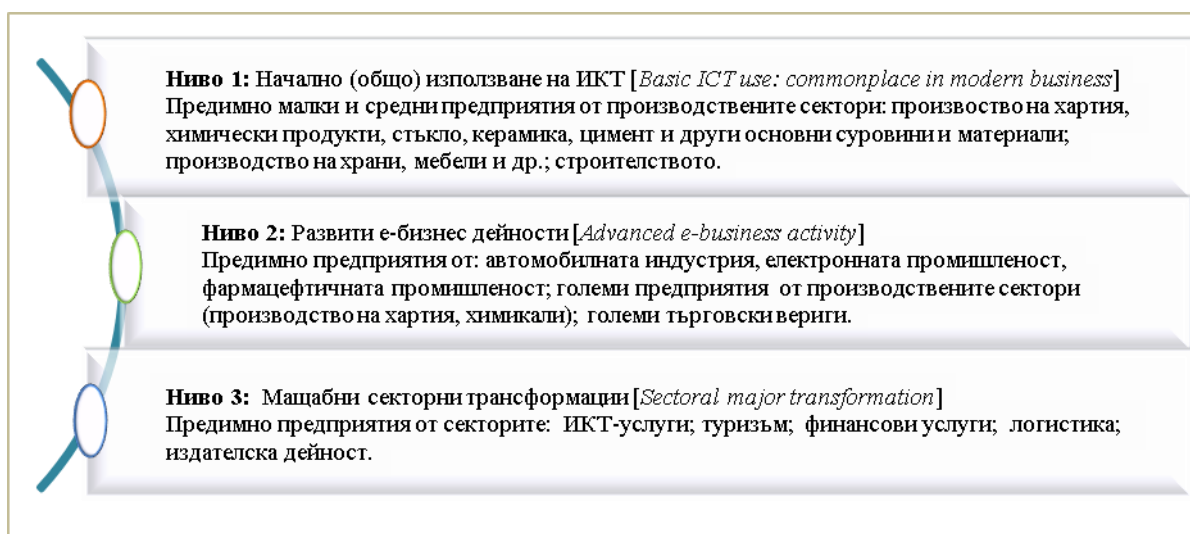 Ниво 1: Начално (общо) използване на ИКТ [Basic ICT use: commonplace in modern business]
Предимно малки и средни предприятия от производствените сектори: произвоство на хартия,
химически продукти, стъкло, керамика, цимент и други основни суровини и материали;
производство на храни, мебели и др.; строителството.
Ниво 2: Развити е-бизнес дейности [Advanced e-business activity]
Предимно предприятия от: автомобилната индустрия, електронната промишленост,
фармацефтичната промишленост; големи предприятия от производствените сектори
(производство на хартия, химикали); големи търговски вериги.
Ниво 3: Мащабни секторни трансформации [Sectoral major transformation]
Предимно предприятия от секторите: ИКТ-услуги; туризъм; финансови услуги; логистика;
издателска дейност.